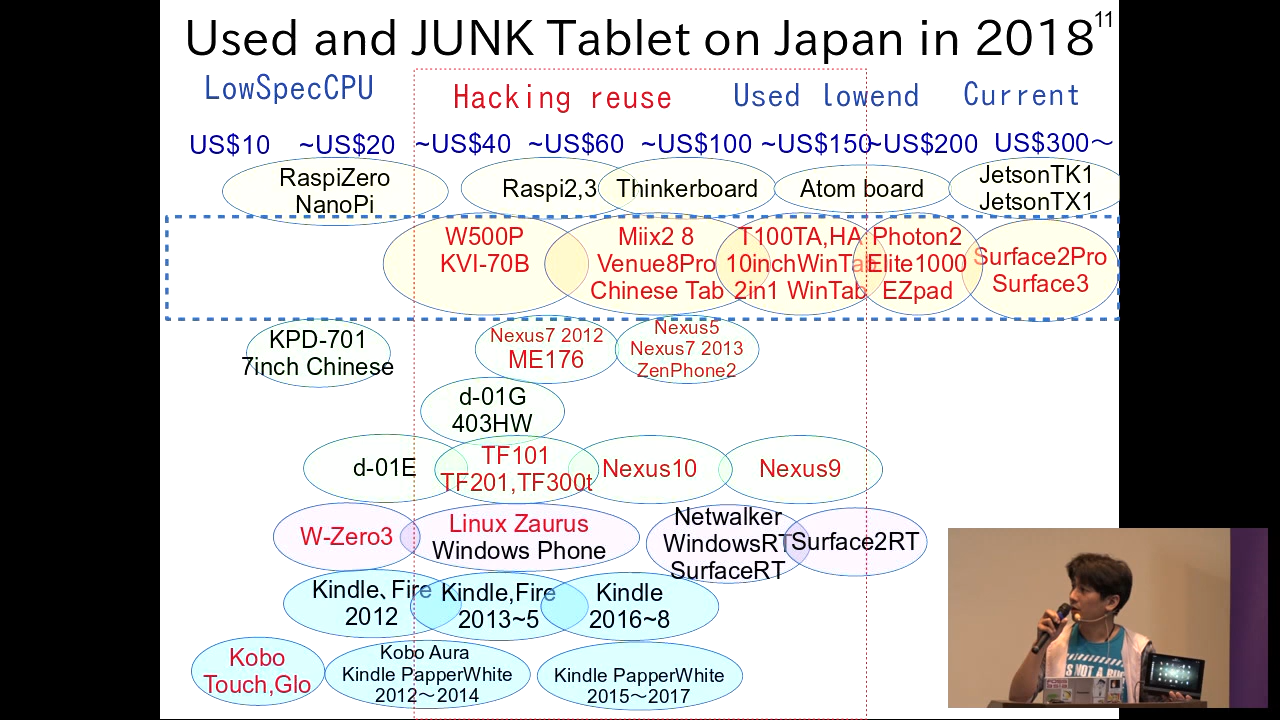 Used and JUNK Tablet on Japan in 2018
11
LowSpecCPU
Hacking reuse
Used lowend
Current
US$10
~US$20
~US$40
~US$60
~US$100
~US$150
~US$200
US$300～
RaspiZero
NanoPi
Raspi2,3
Thinkerboard
Atom board
JetsonTK1
JetsonTX1
W500P
KVI-70B
Miix2 8
Venue8Pro
Chinese Tab
T100TA,HA
10inchWinTab
2in1 WinTab
Photon2
Elite1000
EZpad
Surface2Pro
Surface3
KPD-701
7inch Chinese
Nexus7 2012
ME176
Nexus5
Nexus7 2013
ZenPhone2
d-01G
403HW
d-01E
TF101
TF201,TF300t
Nexus10
Nexus9
W-Zero3
Linux Zaurus
Windows Phone
Netwalker
WindowsRT
SurfaceRT
Surface2RT
Kindle、Fire
2012
Kindle,Fire
2013~5
Kindle
2016~8
Kobo
Touch,Glo
Kobo Aura
Kindle PapperWhite
2012～2014
Kindle PapperWhite
2015～2017